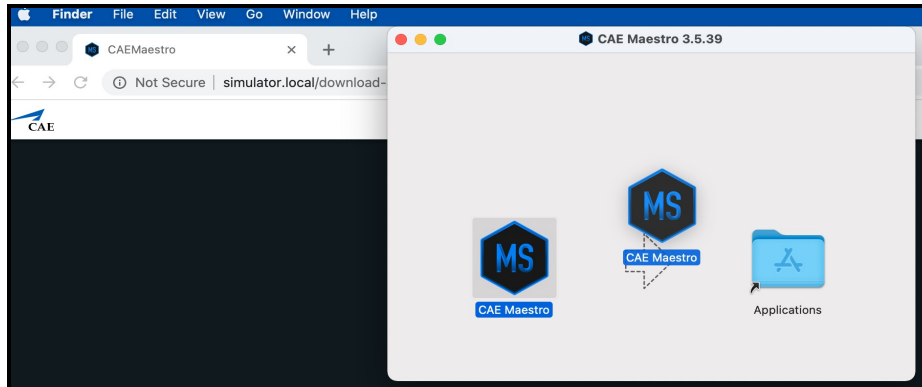 Finder File Edit View Go Window Help
MS CAEMaestro × +
Not Secure | simulator.local/download-
CAE
CAE Maestro 3.5.39
MS
CAE Maestro
MS
CAE Maestro
Applications